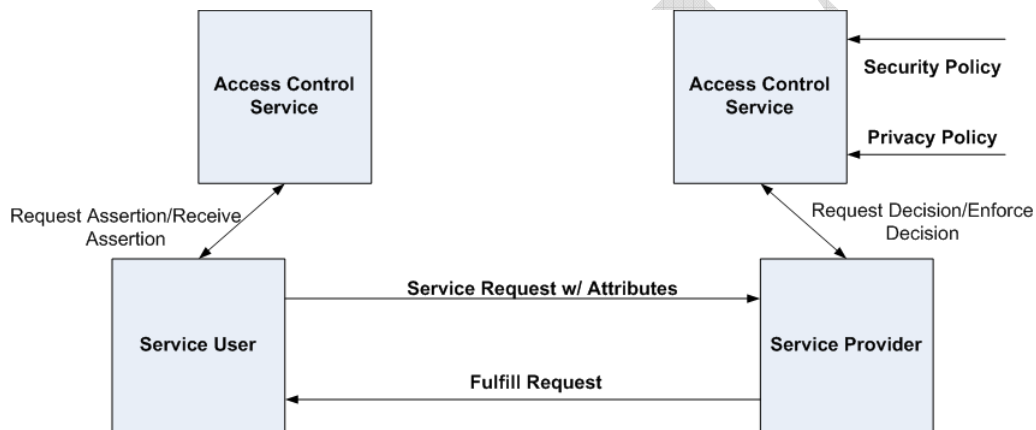 Access Control
Service
Access Control
Service
Security Policy
Privacy Policy
Request Assertion/Receive
Assertion
Request Decision/Enforce
Decision
Service Request w/ Attributes
Service User
Service Provider
Fulfill Request